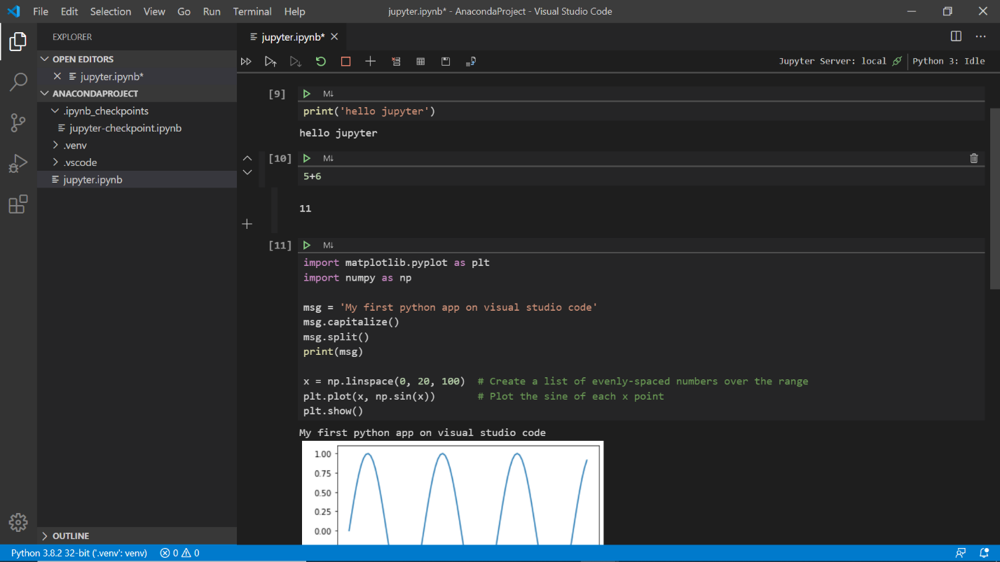 File Edit Selection View Go Run Terminal Help jupyter.ipynb* - AnacondaProject - Visual Studio Code
EXPLORER
OPEN EDITORS
jupyter.ipynb*
ANACONDAPROJECT
.ipynb_checkpoints
jupyter-checkpoint.ipynb
.venv
.vscode
jupyter.ipynb
OUTLINE
jupyter.ipynb*
Jupyter Server: local Python 3: Idle
[9] M↓
print('hello jupyter')
hello jupyter
[10] M↓
5+6
11
[11] M↓
import matplotlib.pyplot as plt
import numpy as np
msg = 'My first python app on visual studio code'
msg.capitalize()
msg.split()
print(msg)
x = np.linspace(0, 20, 100) # Create a list of evenly-spaced numbers over the range
plt.plot(x, np.sin(x)) # Plot the sine of each x point
plt.show()
My first python app on visual studio code
1.00
0.75
0.50
0.25
0.00
Python 3.8.2 32-bit ('.venv': venv) 0 0